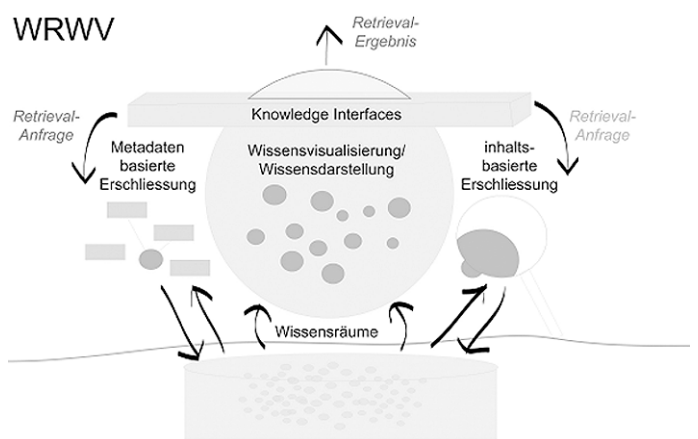 WRWV
Retrieval-
Ergebnis
Retrieval-
Anfrage
Knowledge Interfaces
Retrieval-
Anfrage
Metadaten
basierte
Erschliessung
Wissensvisualisierung/
Wissensdarstellung
inhalts-
basierte
Erschliessung
Wissensräume